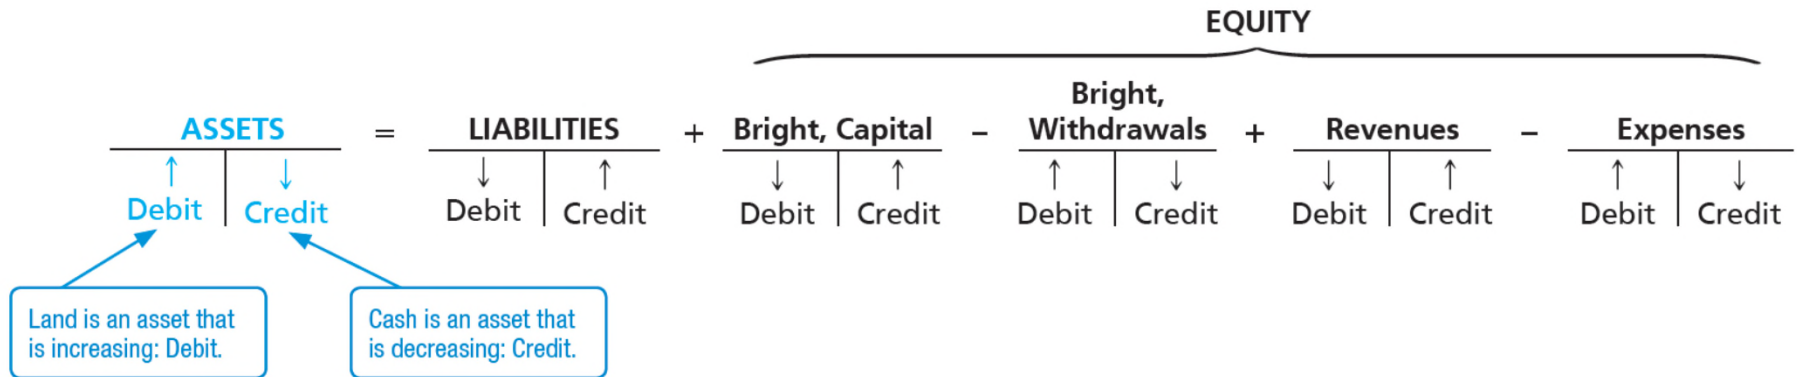 EQUITY
Bright,
ASSETS = LIABILITIES + Bright, Capital – Withdrawals + Revenues – Expenses
↑ ↓ ↓ ↑ ↓ ↑ ↑ ↓ ↓ ↑ ↑ ↓
Debit Credit Debit Credit Debit Credit Debit Credit Debit Credit Debit Credit
Land is an asset that
is increasing: Debit.
Cash is an asset that
is decreasing: Credit.